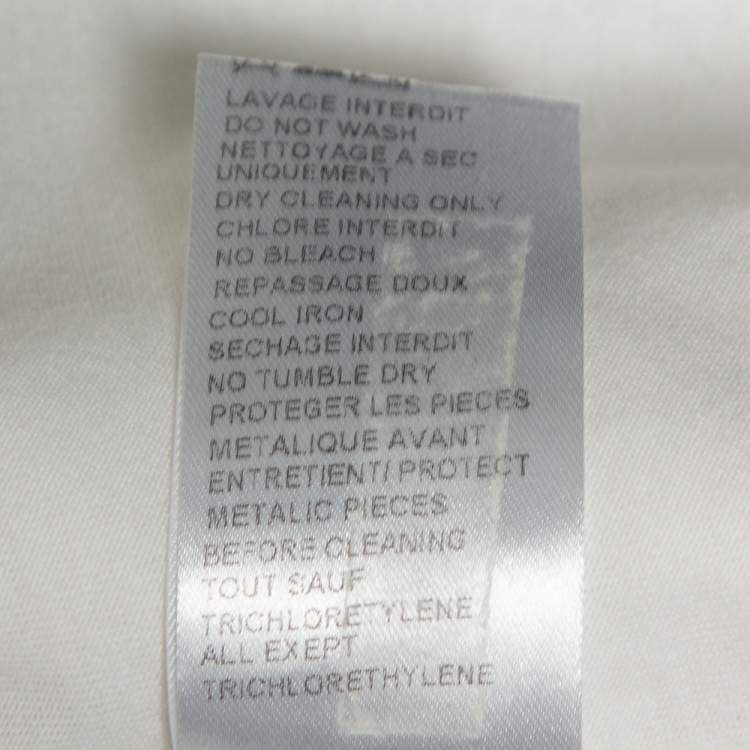 LAVAGE INTERDIT
DO NOT WASH
NETTOYAGE A SEC
UNIQUEMENT
DRY CLEANING ONLY
CHLORE INTERDIT
NO BLEACH
REPASSAGE DOUX
COOL IRON
SECHAGE INTERDIT
NO TUMBLE DRY
PROTEGER LES PIECES
METALIQUE AVANT
ENTRETIENT/ PROTECT
METALIC PIECES
BEFORE CLEANING
TOUT SAUF
TRICHLORETYLENE
ALL EXEPT
TRICHLORETHYLENE